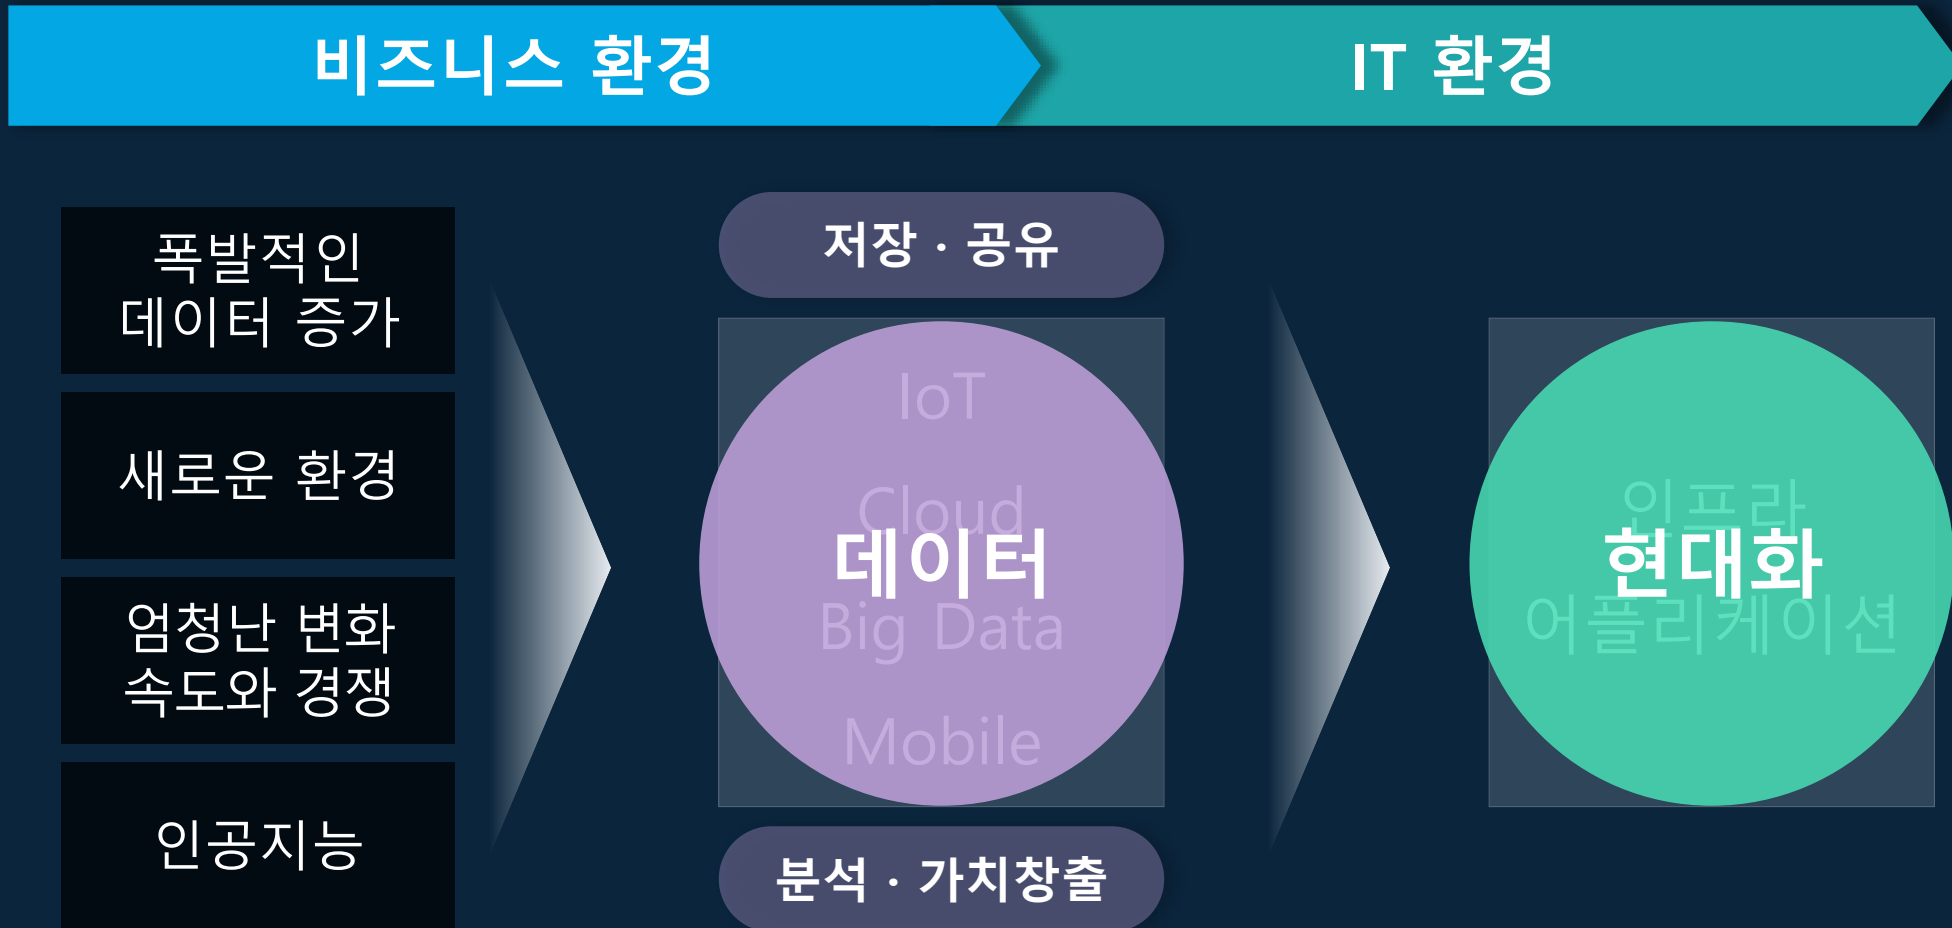 비즈니스 환경
IT 환경
폭발적인
데이터 증가
새로운 환경
엄청난 변화
속도와 경쟁
인공지능
저장 · 공유
IoT
Cloud
데이터
Big Data
Mobile
분석 · 가치창출
인프라
현대화
어플리케이션